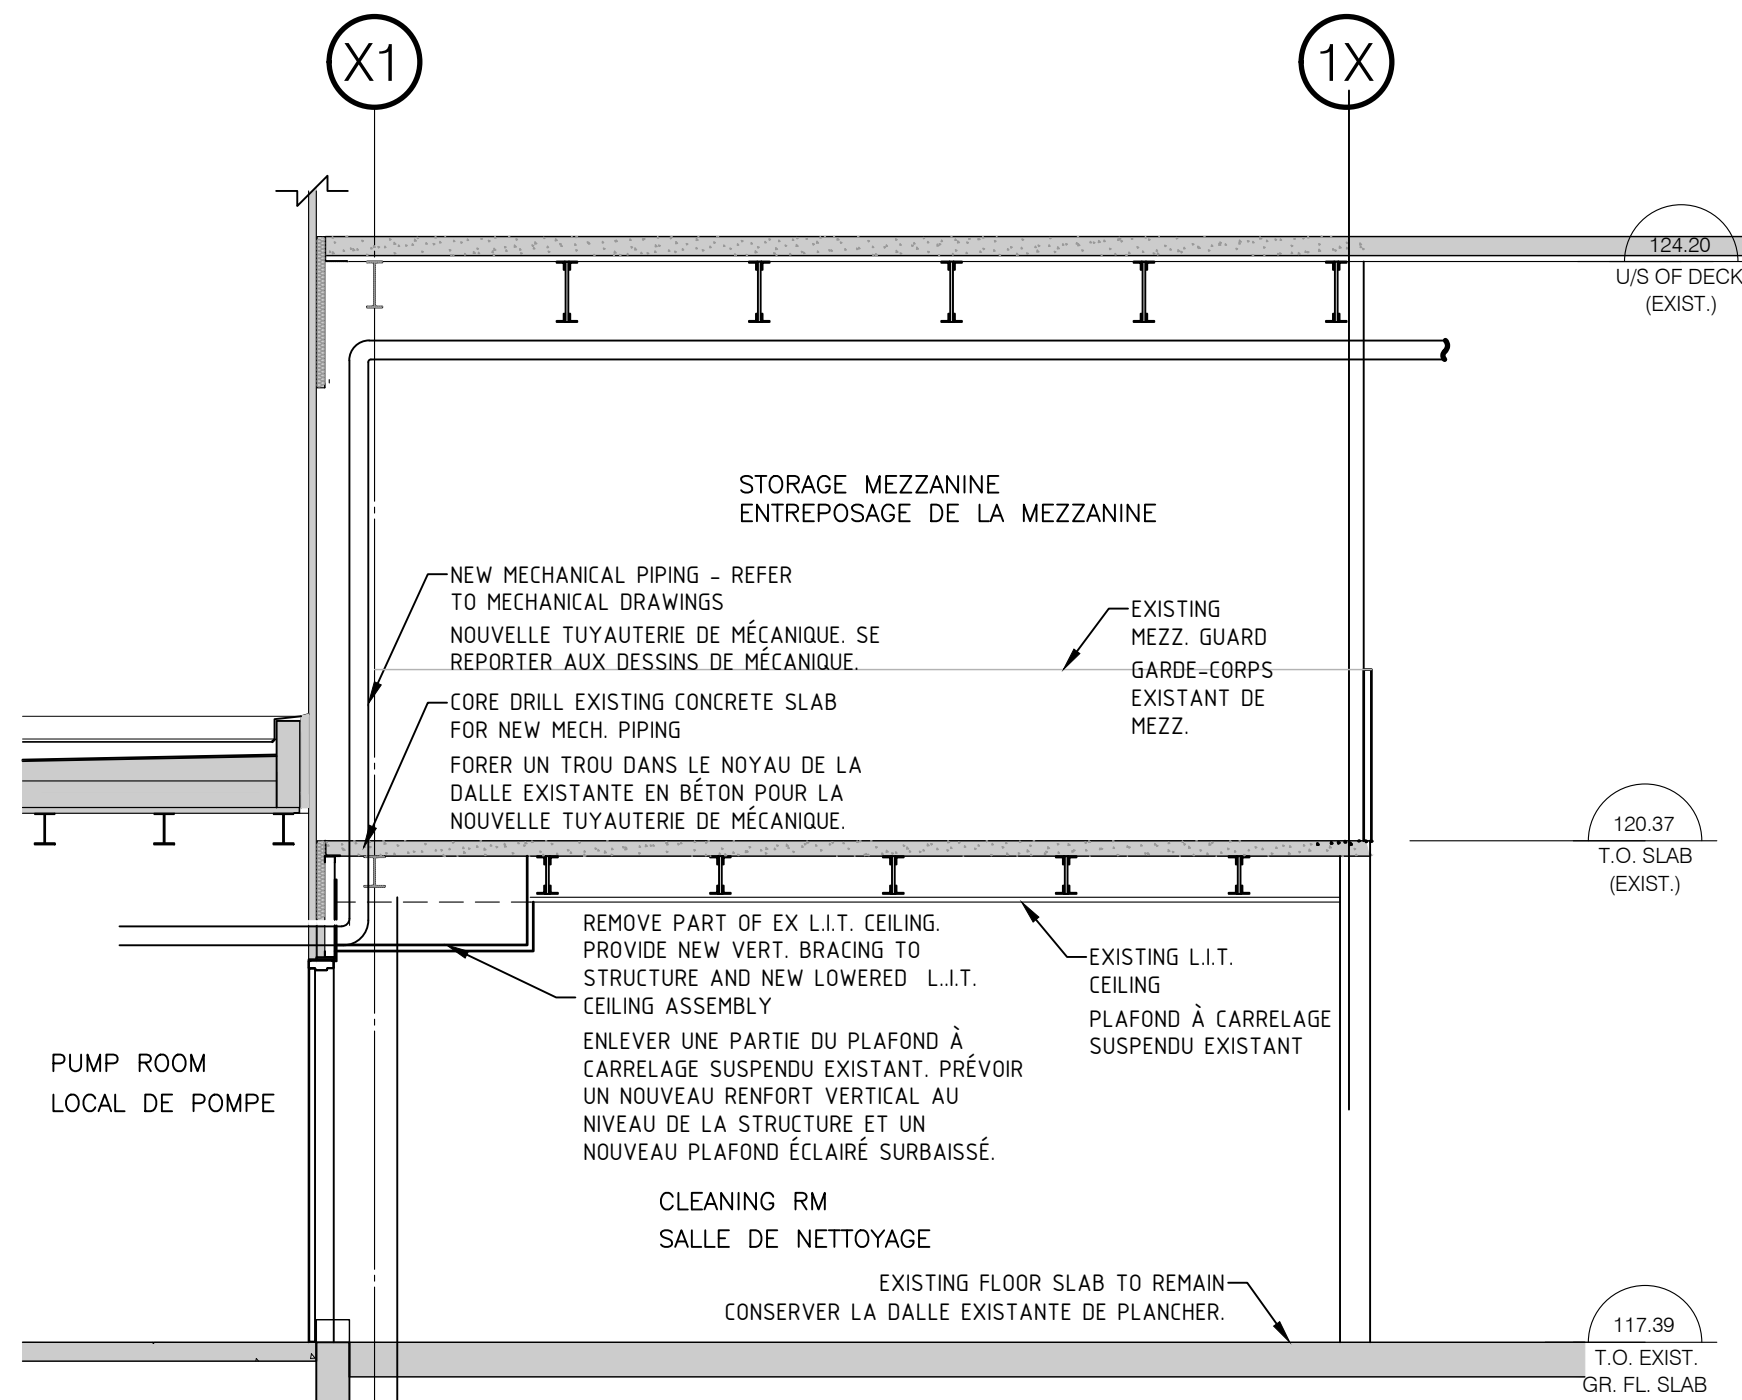 X1
1X
124.20
U/S OF DECK
(EXIST.)
STORAGE MEZZANINE
ENTREPOSAGE DE LA MEZZANINE
NEW MECHANICAL PIPING - REFER
TO MECHANICAL DRAWINGS
NOUVELLE TUYAUTERIE DE MÉCANIQUE. SE
REPORTER AUX DESSINS DE MÉCANIQUE.
EXISTING
MEZZ. GUARD
GARDE-CORPS
EXISTANT DE
MEZZ.
CORE DRILL EXISTING CONCRETE SLAB
FOR NEW MECH. PIPING
FORER UN TROU DANS LE NOYAU DE LA
DALLE EXISTANTE EN BÉTON POUR LA
NOUVELLE TUYAUTERIE DE MÉCANIQUE.
120.37
T.O. SLAB
(EXIST.)
REMOVE PART OF EX L.I.T. CEILING.
PROVIDE NEW VERT. BRACING TO
STRUCTURE AND NEW LOWERED L..I.T.
CEILING ASSEMBLY
ENLEVER UNE PARTIE DU PLAFOND À
CARRELAGE SUSPENDU EXISTANT. PRÉVOIR
UN NOUVEAU RENFORT VERTICAL AU
NIVEAU DE LA STRUCTURE ET UN
NOUVEAU PLAFOND ÉCLAIRÉ SURBAISSÉ.
EXISTING L.I.T.
CEILING
PLAFOND À CARRELAGE
SUSPENDU EXISTANT
PUMP ROOM
LOCAL DE POMPE
CLEANING RM
SALLE DE NETTOYAGE
EXISTING FLOOR SLAB TO REMAIN
CONSERVER LA DALLE EXISTANTE DE PLANCHER.
117.39
T.O. EXIST.
GR. FL. SLAB